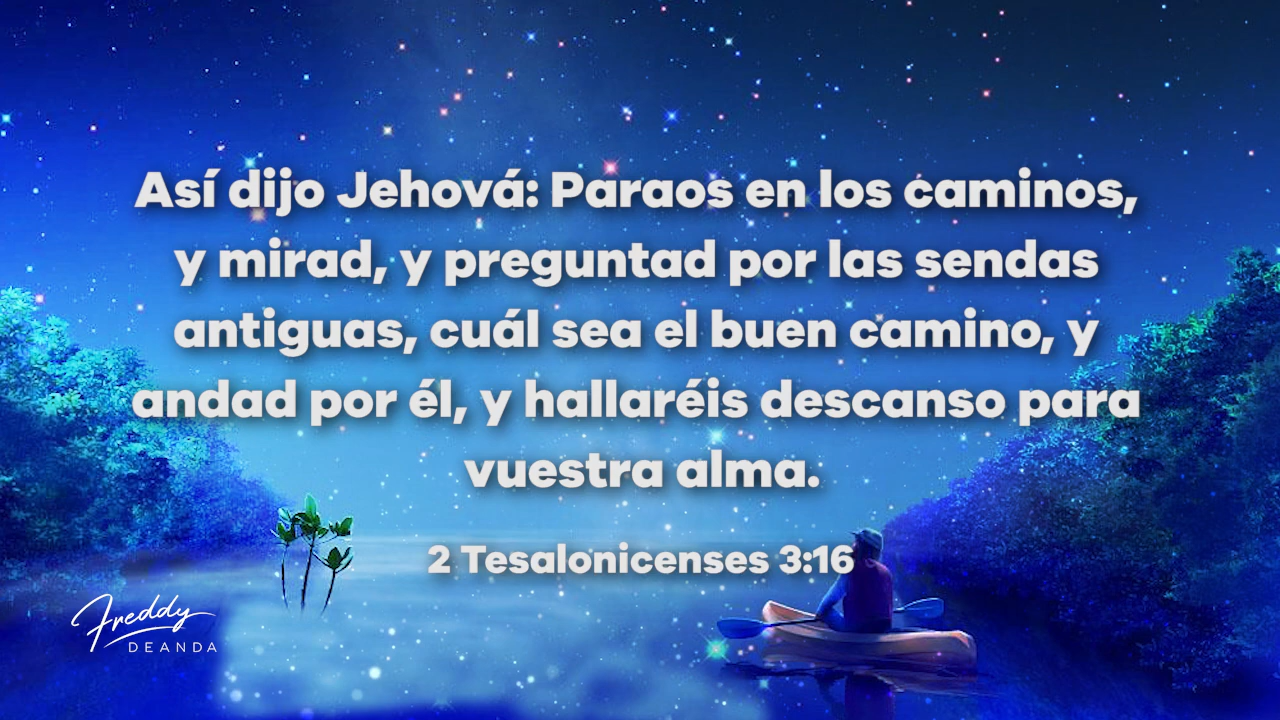 Así dijo Jehová: Paraos en los caminos,
y mirad, y preguntad por las sendas
antiguas, cuál sea el buen camino, y
andad por él, y hallaréis descanso para
vuestra alma.
2 Tesalonicenses 3:16
Freddy
DEANDA